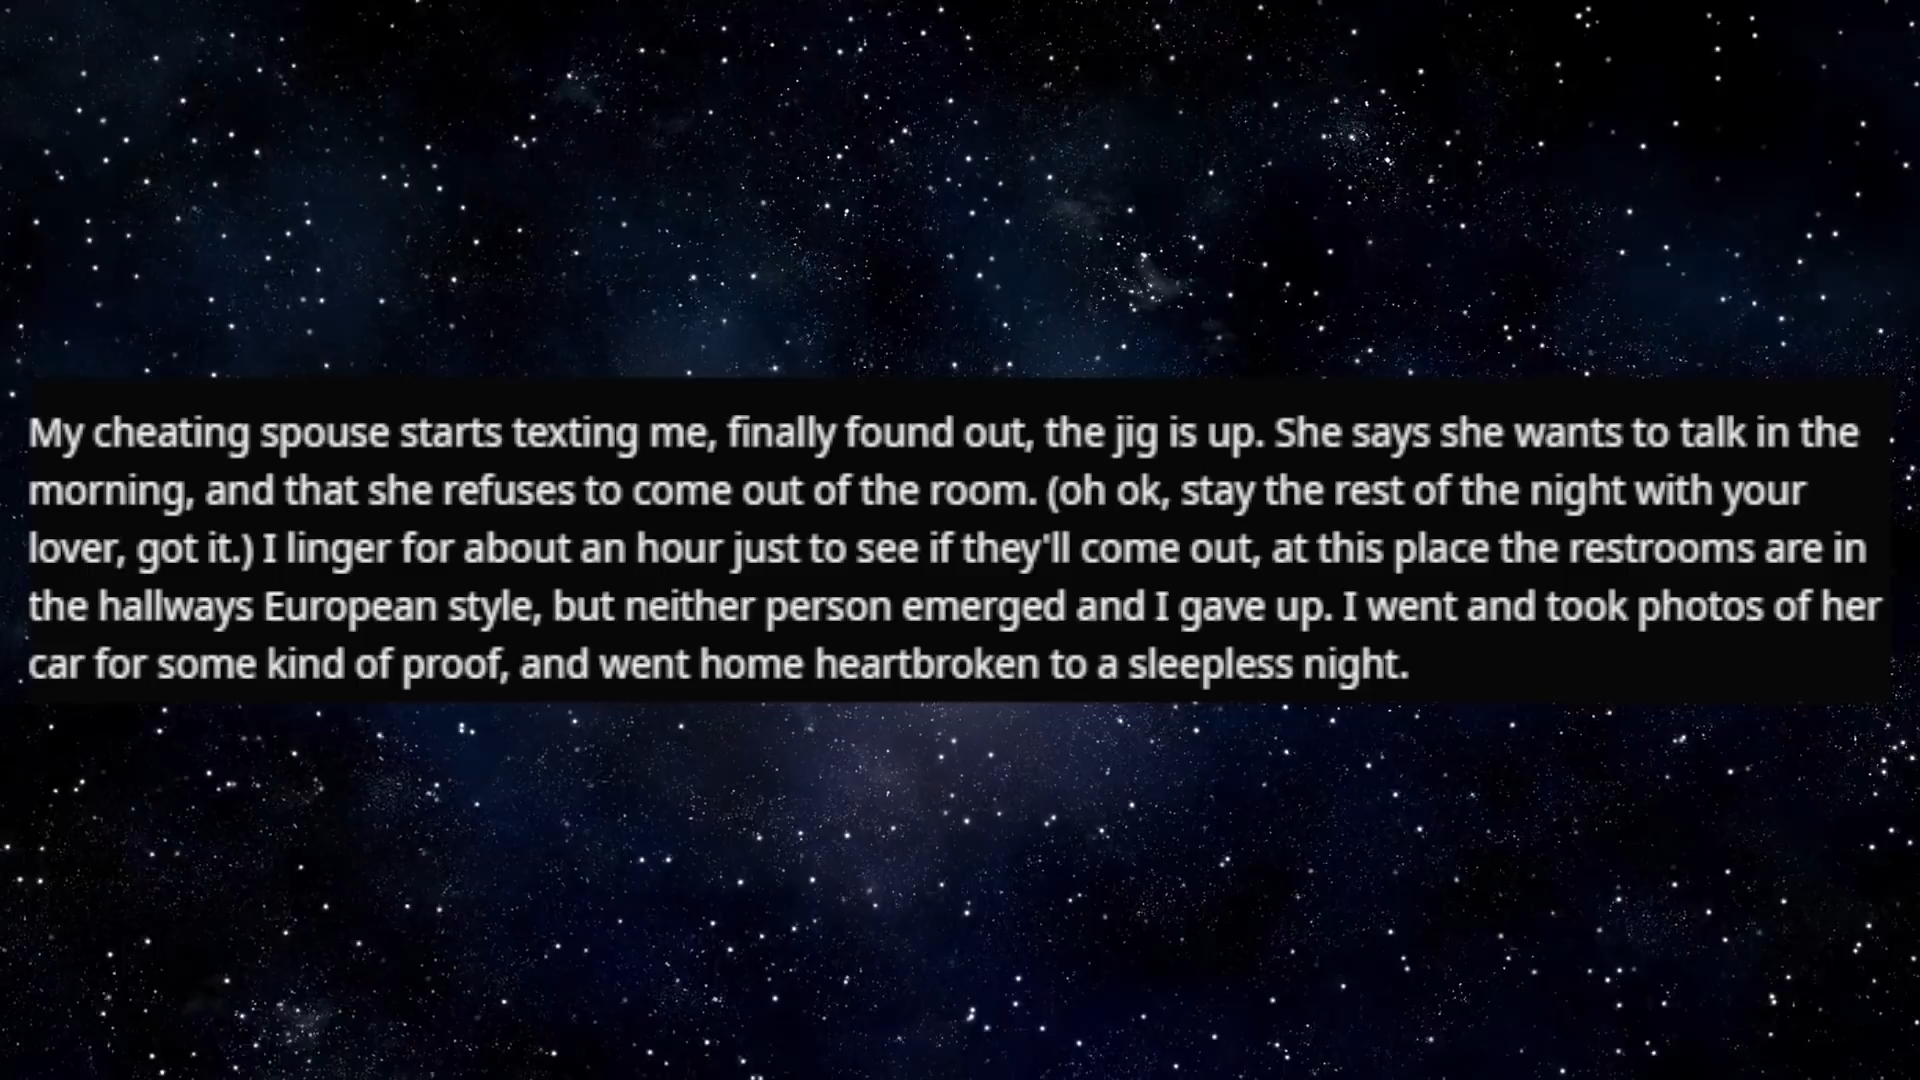 My cheating spouse starts texting me, finally found out, the jig is up. She says she wants to talk in the
morning, and that she refuses to come out of the room. (oh ok, stay the rest of the night with your
lover, got it.) I linger for about an hour just to see if they'll come out, at this place the restrooms are in
the hallways European style, but neither person emerged and I gave up. I went and took photos of her
car for some kind of proof, and went home heartbroken to a sleepless night.